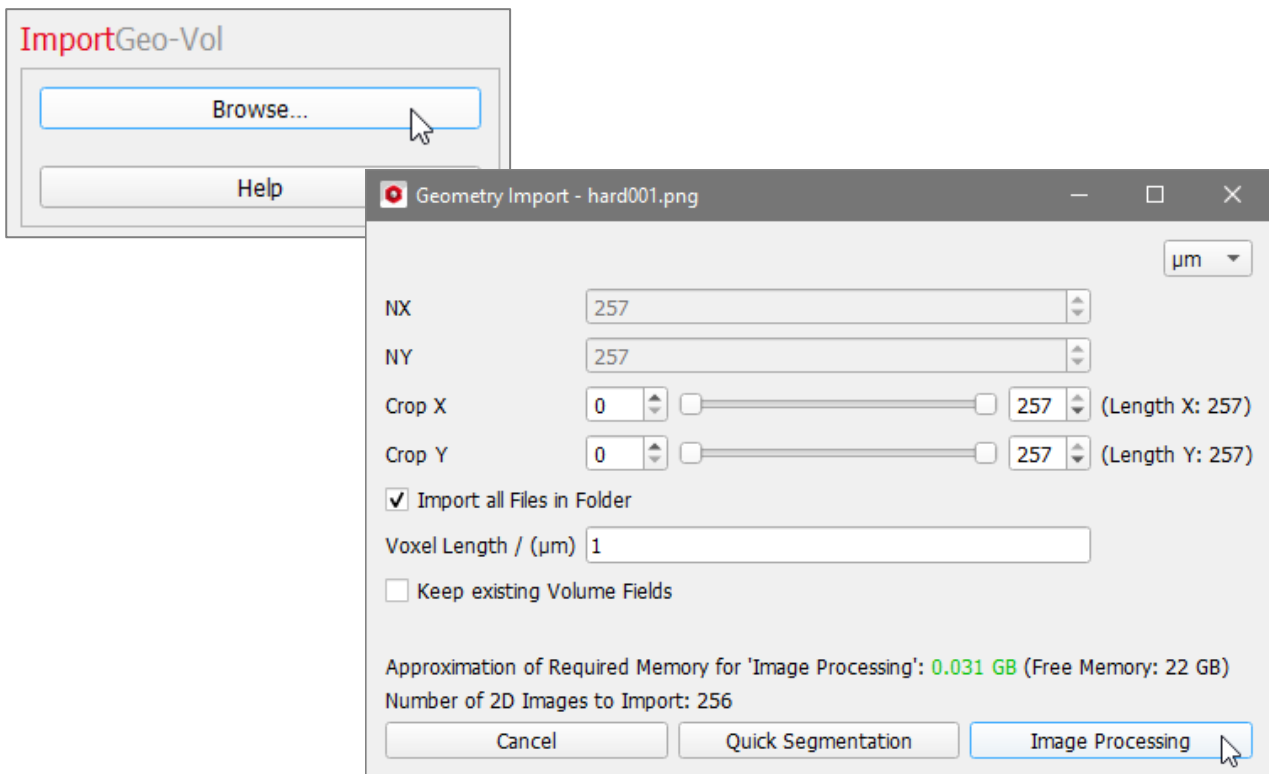 ImportGeo-Vol
Browse...
Help
Geometry Import - hard001.png
µm
NX 257
NY 257
Crop X 0 257 (Length X: 257)
Crop Y 0 257 (Length Y: 257)
Import all Files in Folder
Voxel Length / (µm) 1
Keep existing Volume Fields
Approximation of Required Memory for 'Image Processing': 0.031 GB (Free Memory: 22 GB)
Number of 2D Images to Import: 256
Cancel Quick Segmentation Image Processing